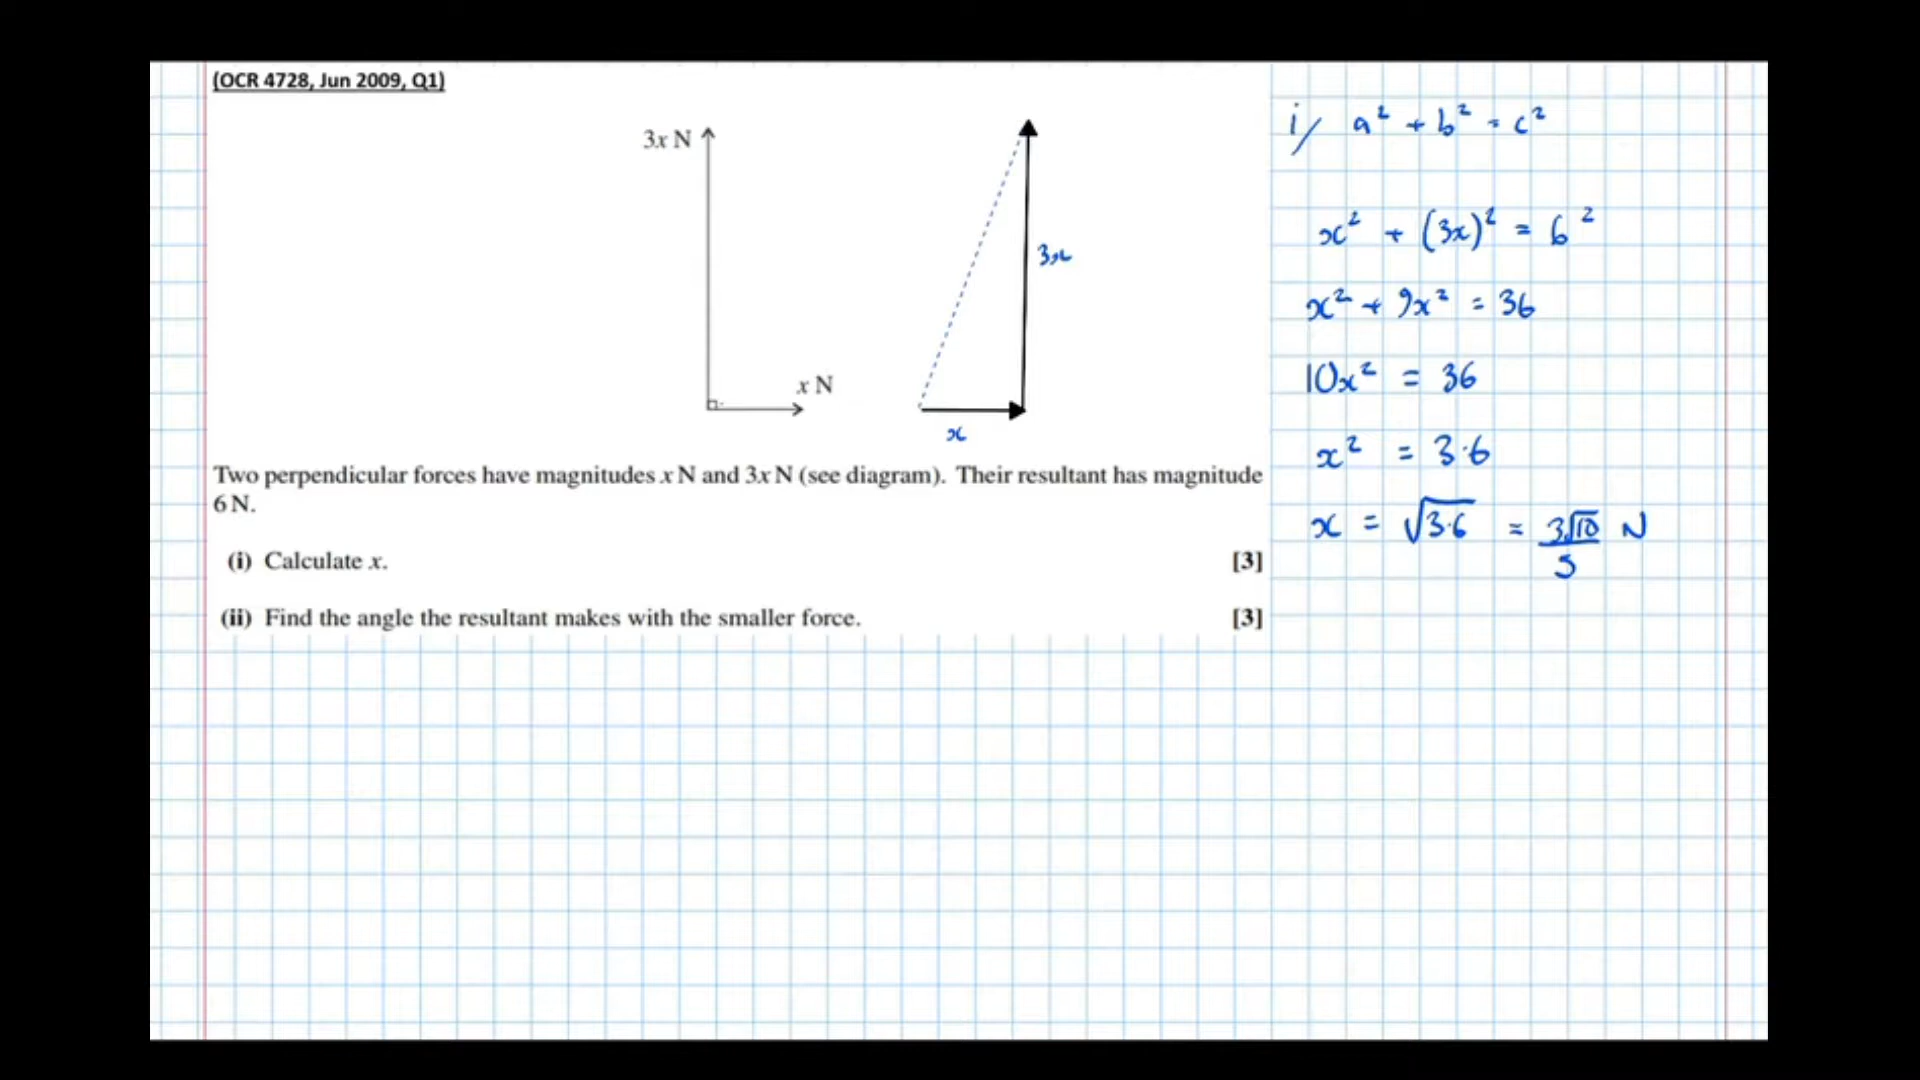 (OCR 4728, Jun 2009, Q1)
3x N
x N
3x
x
Two perpendicular forces have magnitudes x N and 3x N (see diagram). Their resultant has magnitude
6 N.
(i) Calculate x. [3]
(ii) Find the angle the resultant makes with the smaller force. [3]
i/ a² + b² = c²
x² + (3x)² = 6²
x² + 9x² = 36
10x² = 36
x² = 3·6
x = √3·6 = 3√10/5 N